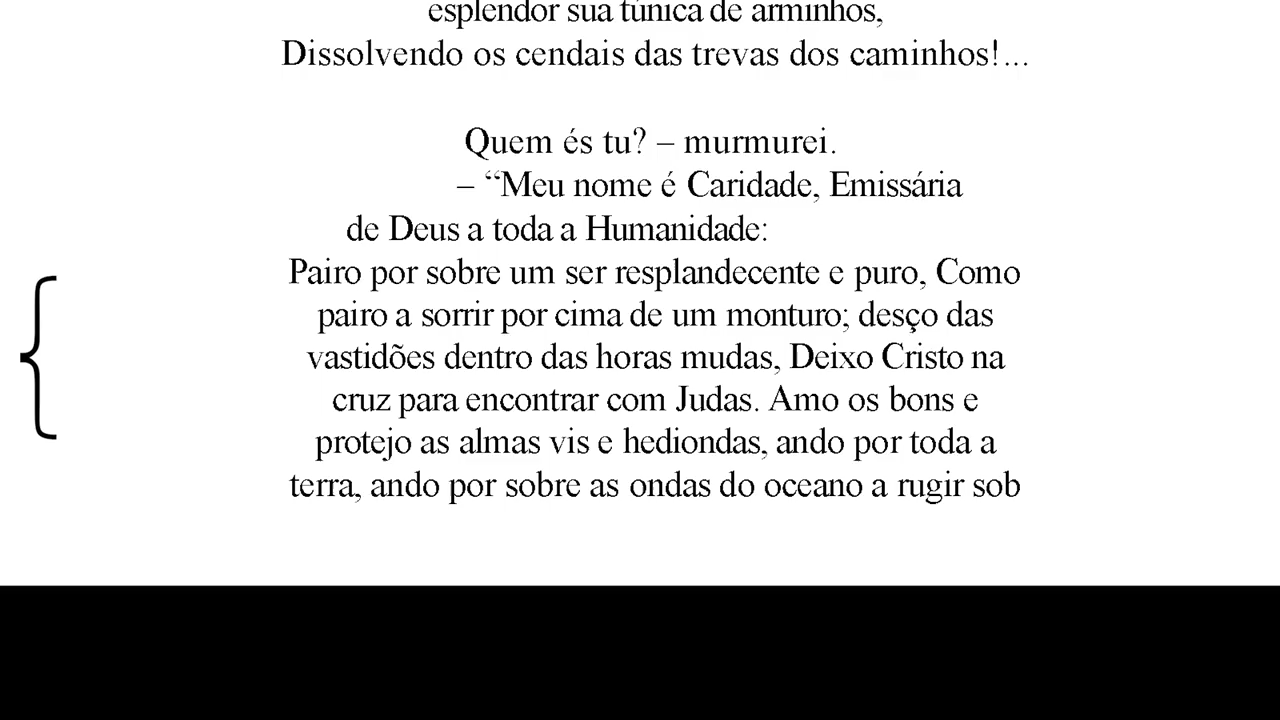 esplendor sua túnica de arminhos,
Dissolvendo os cendais das trevas dos caminhos!...
Quem és tu? – murmurei.
– “Meu nome é Caridade, Emissária
de Deus a toda a Humanidade:
Pairo por sobre um ser resplandecente e puro, Como
pairo a sorrir por cima de um monturo; desço das
vastidões dentro das horas mudas, Deixo Cristo na
cruz para encontrar com Judas. Amo os bons e
protejo as almas vis e hediondas, ando por toda a
terra, ando por sobre as ondas do oceano a rugir sob